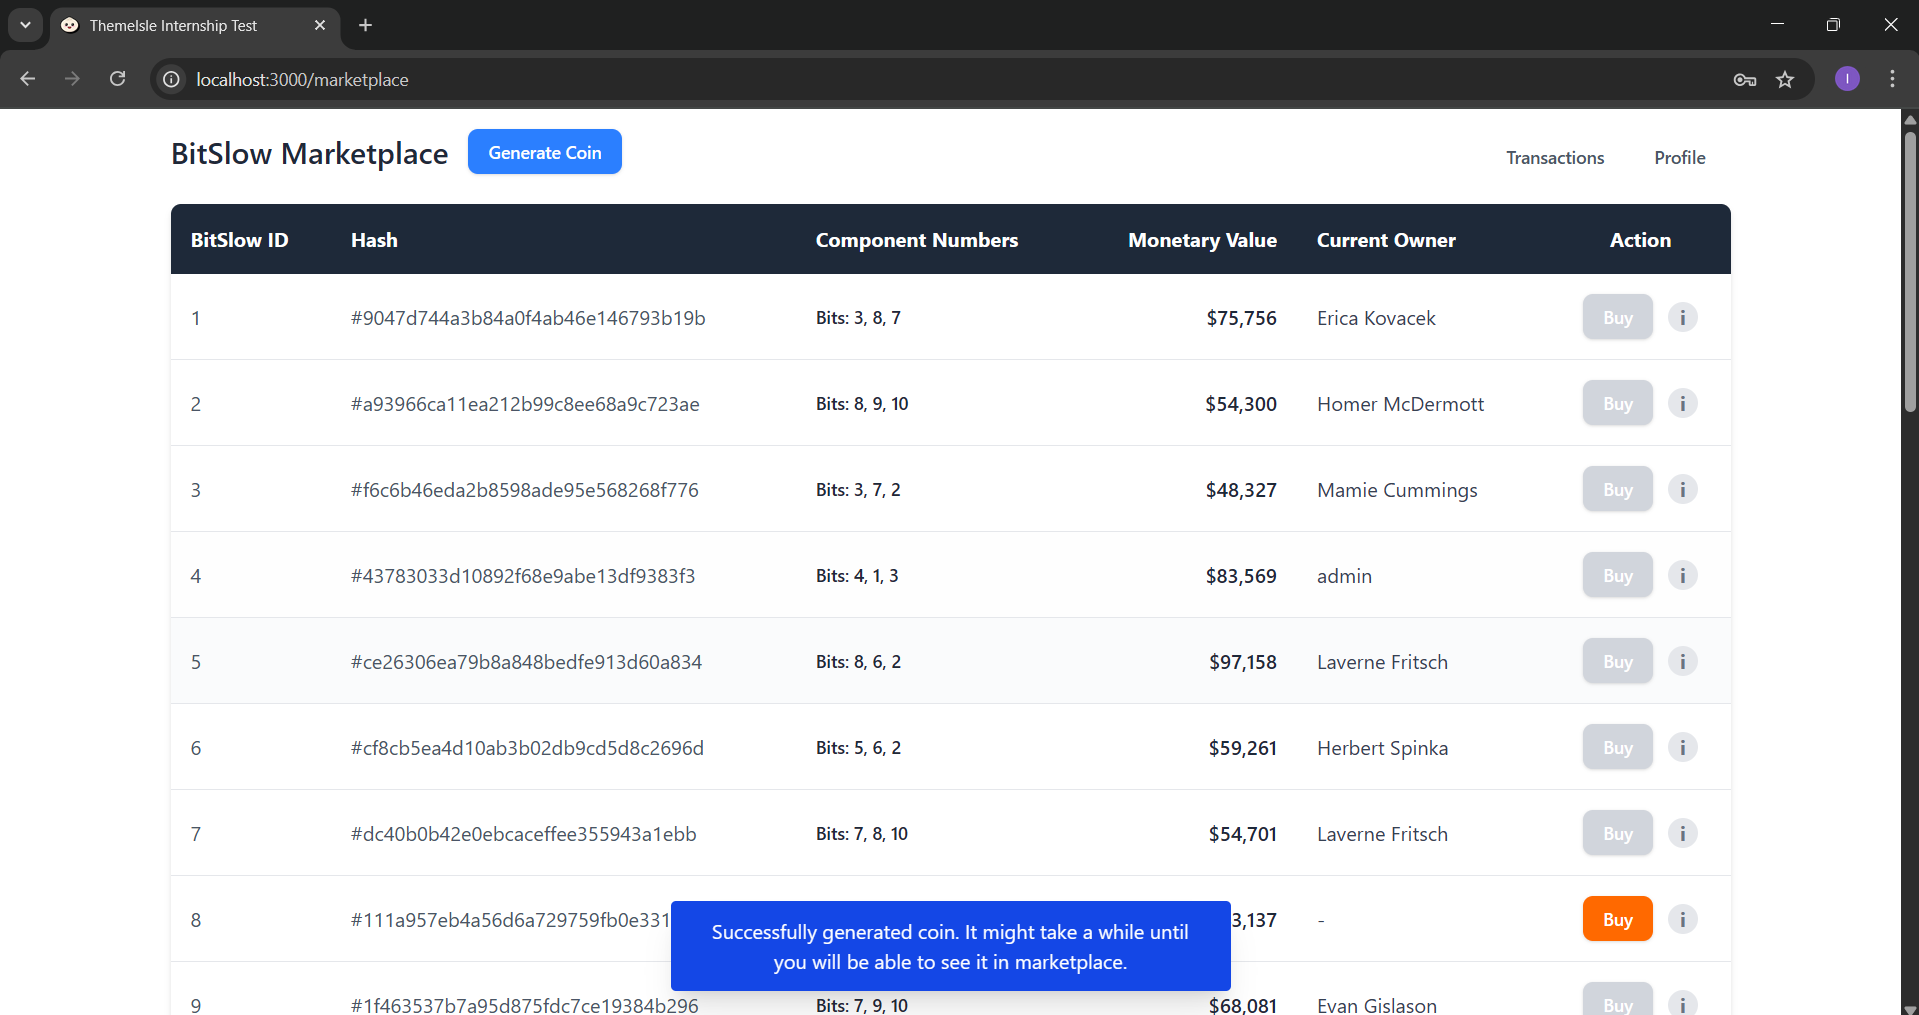 ThemeIsle Internship Test
localhost:3000/marketplace
I
BitSlow Marketplace
Generate Coin
Transactions
Profile
BitSlow ID Hash Component Numbers Monetary Value Current Owner Action
1 #9047d744a3b84a0f4ab46e146793b19b Bits: 3, 8, 7 $75,756 Erica Kovacek Buy i
2 #a93966ca11ea212b99c8ee68a9c723ae Bits: 8, 9, 10 $54,300 Homer McDermott Buy i
3 #f6c6b46eda2b8598ade95e568268f776 Bits: 3, 7, 2 $48,327 Mamie Cummings Buy i
4 #43783033d10892f68e9abe13df9383f3 Bits: 4, 1, 3 $83,569 admin Buy i
5 #ce26306ea79b8a848bedfe913d60a834 Bits: 8, 6, 2 $97,158 Laverne Fritsch Buy i
6 #cf8cb5ea4d10ab3b02db9cd5d8c2696d Bits: 5, 6, 2 $59,261 Herbert Spinka Buy i
7 #dc40b0b42e0ebcaceffee355943a1ebb Bits: 7, 8, 10 $54,701 Laverne Fritsch Buy i
8 #111a957eb4a56d6a729759fb0e331 3,137 - Buy i
Successfully generated coin. It might take a while until
you will be able to see it in marketplace.
9 #1f463537b7a95d875fdc7ce19384b296 Bits: 7, 9, 10 $68,081 Evan Gislason Buy i